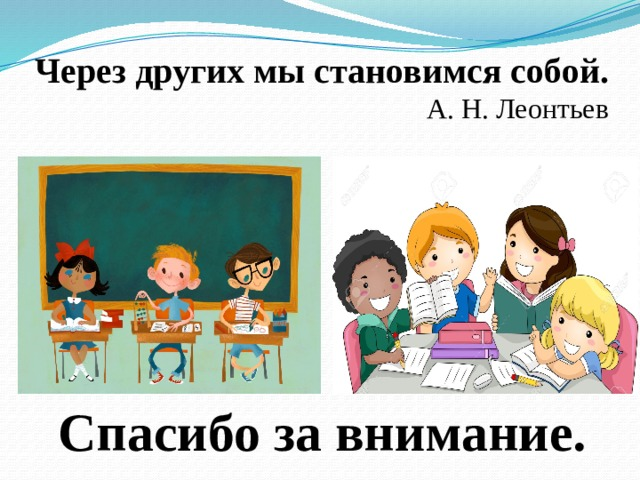 Через других мы становимся собой.
А. Н. Леонтьев
Спасибо за внимание.